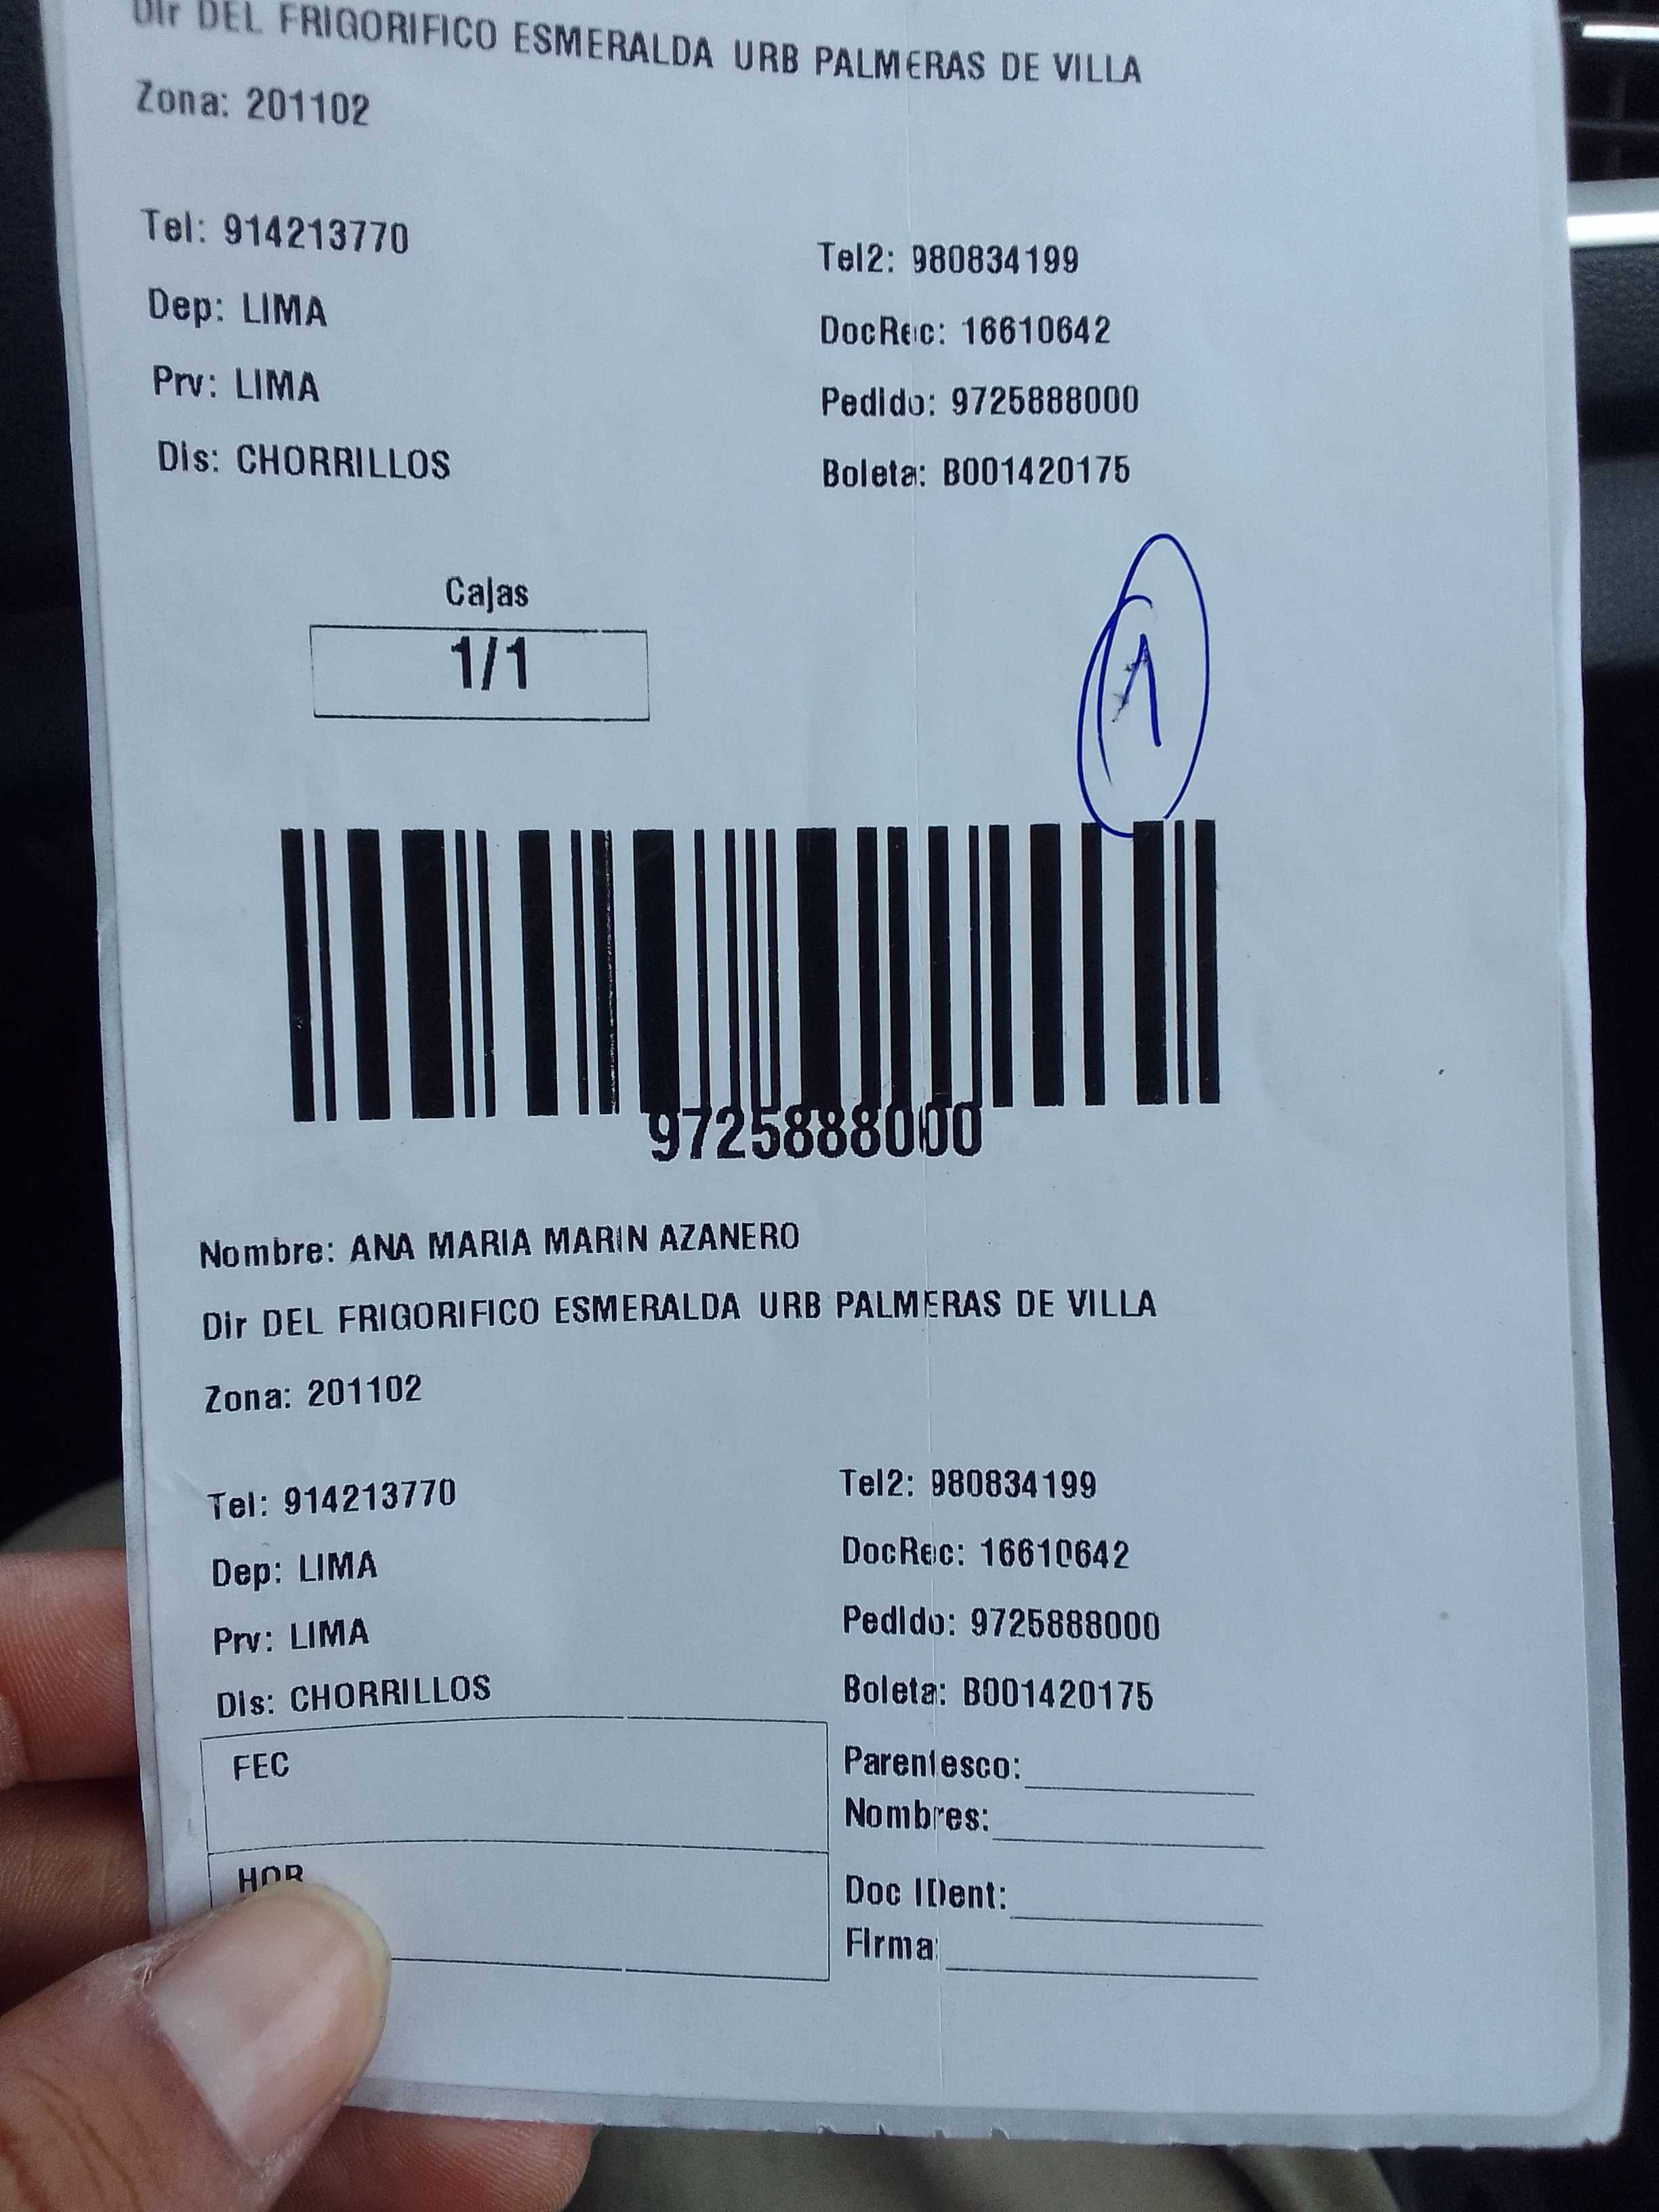 Dir DEL FRIGORIFICO ESMERALDA URB PALMERAS DE VILLA
Zona: 201102
Tel: 914213770
Tel2: 980834199
Dep: LIMA
DocRec: 16610642
Prv: LIMA
Pedido: 9725888000
Dis: CHORRILLOS
Boleta: B001420175
Cajas
1/1
1
9725888000
Nombre: ANA MARIA MARIN AZANERO
Dir DEL FRIGORIFICO ESMERALDA URB PALMERAS DE VILLA
Zona: 201102
Tel: 914213770
Tel2: 980834199
Dep: LIMA
DocRec: 16610642
Prv: LIMA
Pedido: 9725888000
Dis: CHORRILLOS
Boleta: B001420175
FEC
Parentesco:
Nombres:
HOR
Doc IDent:
Firma: